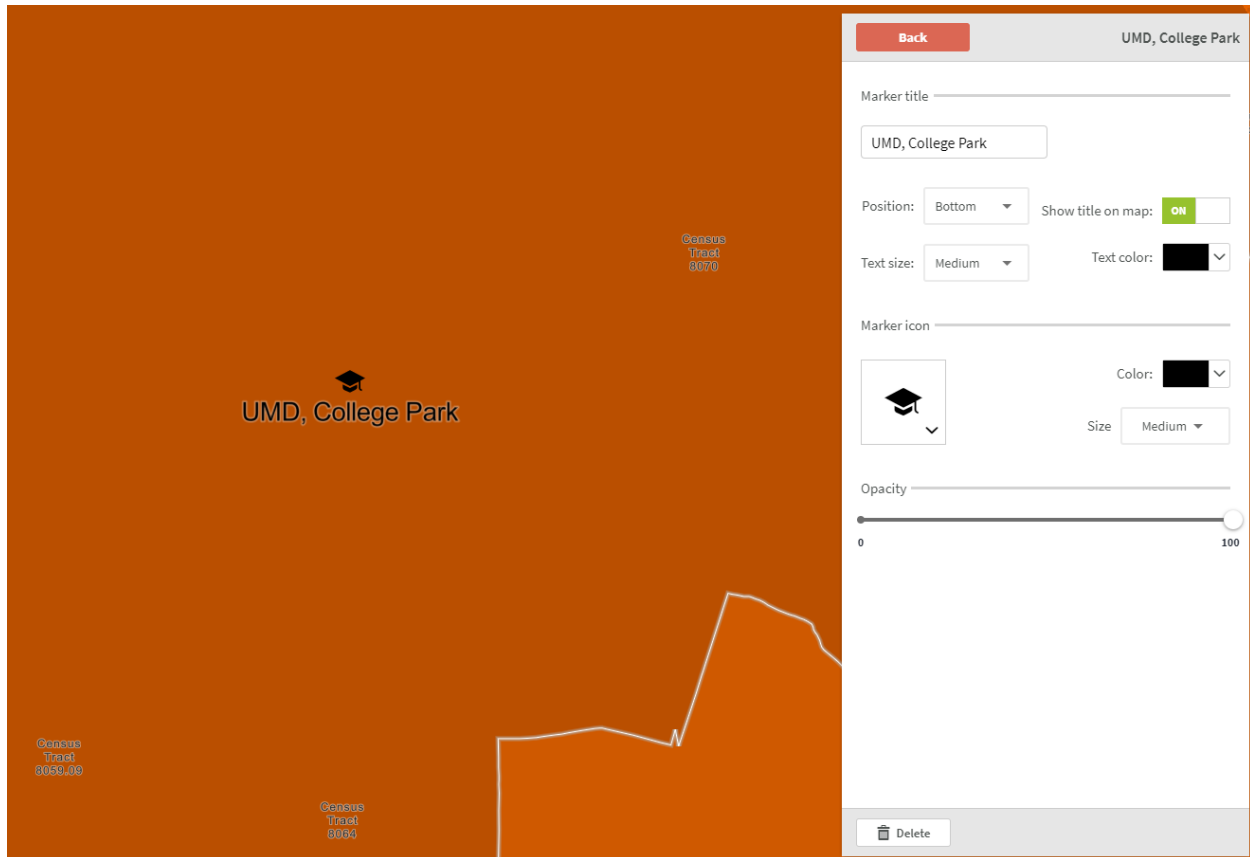 Back
UMD, College Park
Marker title
UMD, College Park
Position:
Bottom
Show title on map:
ON
Text size:
Medium
Text color:
Marker icon
Color:
Size
Medium
Opacity
0
100
Delete
Census
Tract
8070
UMD, College Park
Census
Tract
8059.09
Census
Tract
8064